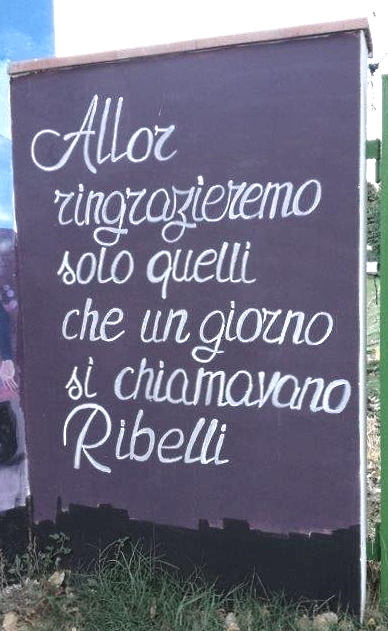 Allor
ringrazieremo
solo quelli
che un giorno
si chiamavano
Ribelli